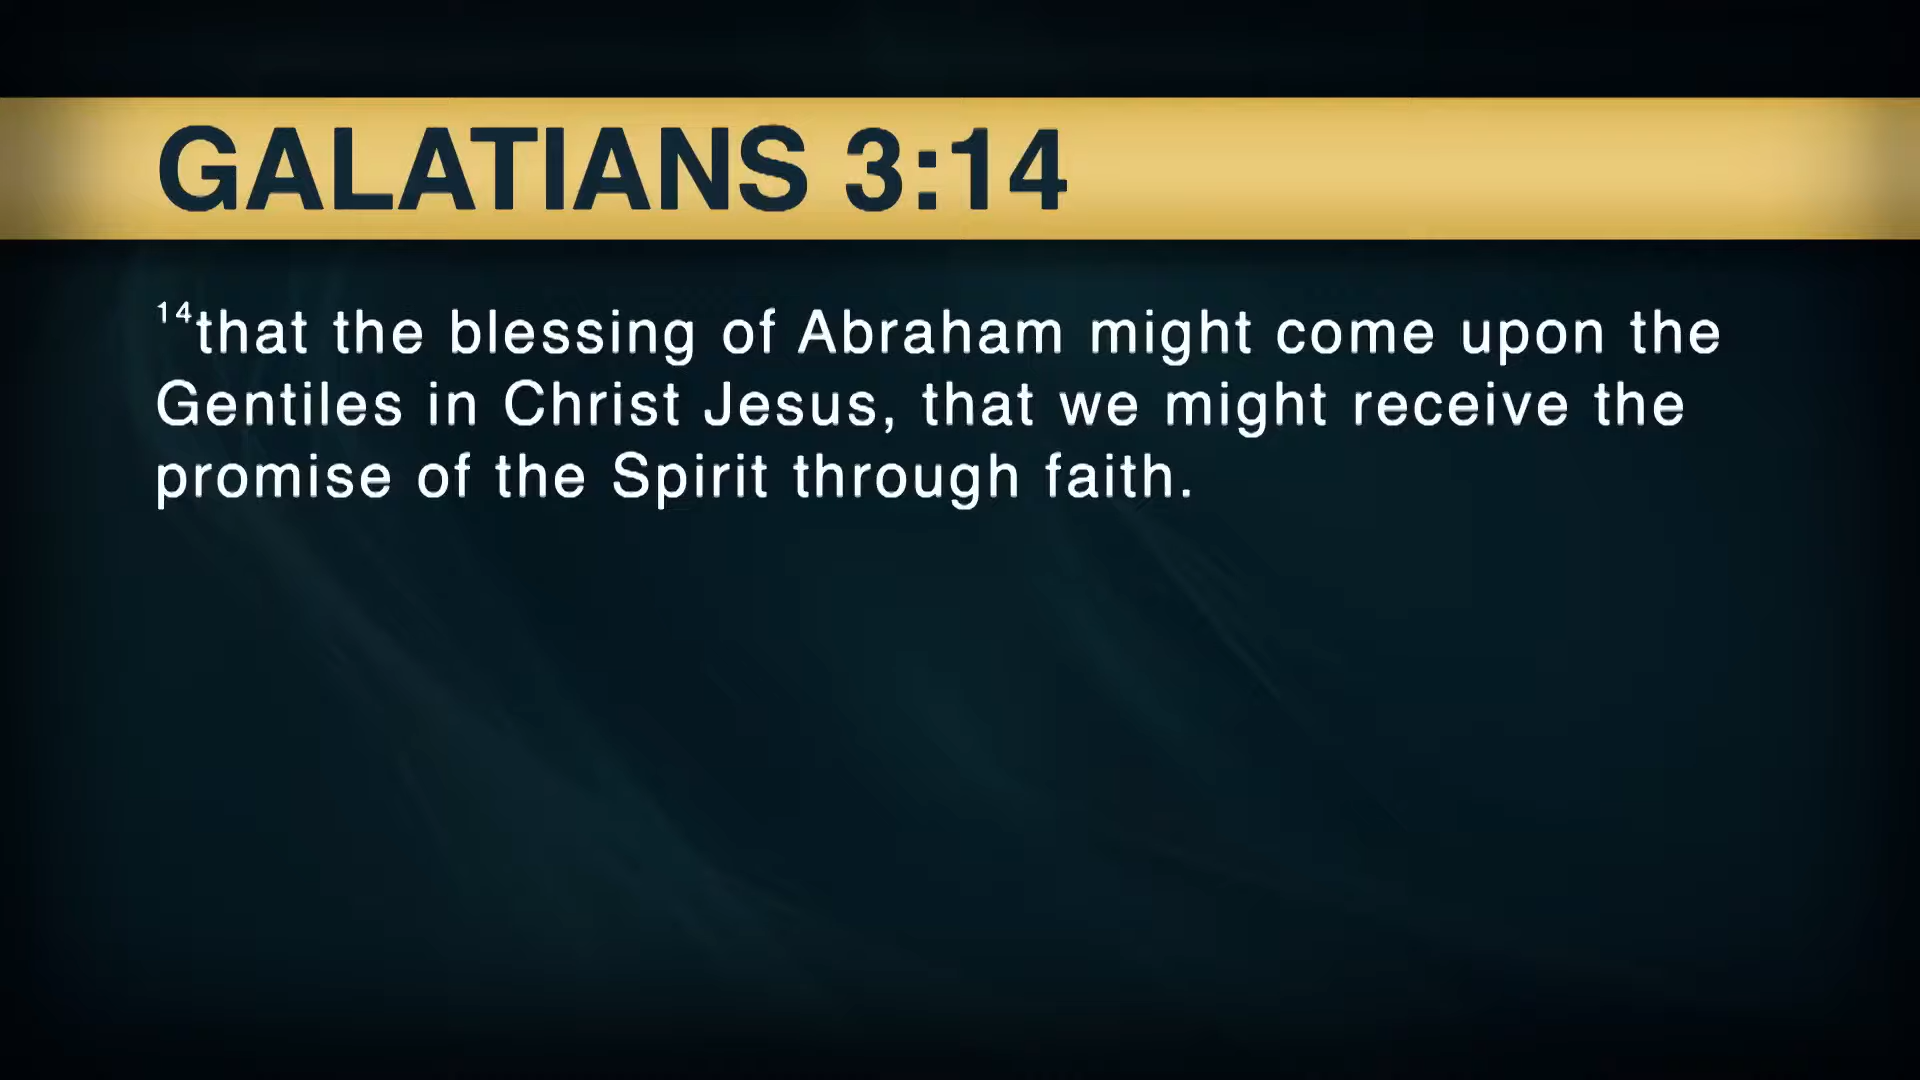 GALATIANS 3:14
¹⁴that the blessing of Abraham might come upon the
Gentiles in Christ Jesus, that we might receive the
promise of the Spirit through faith.